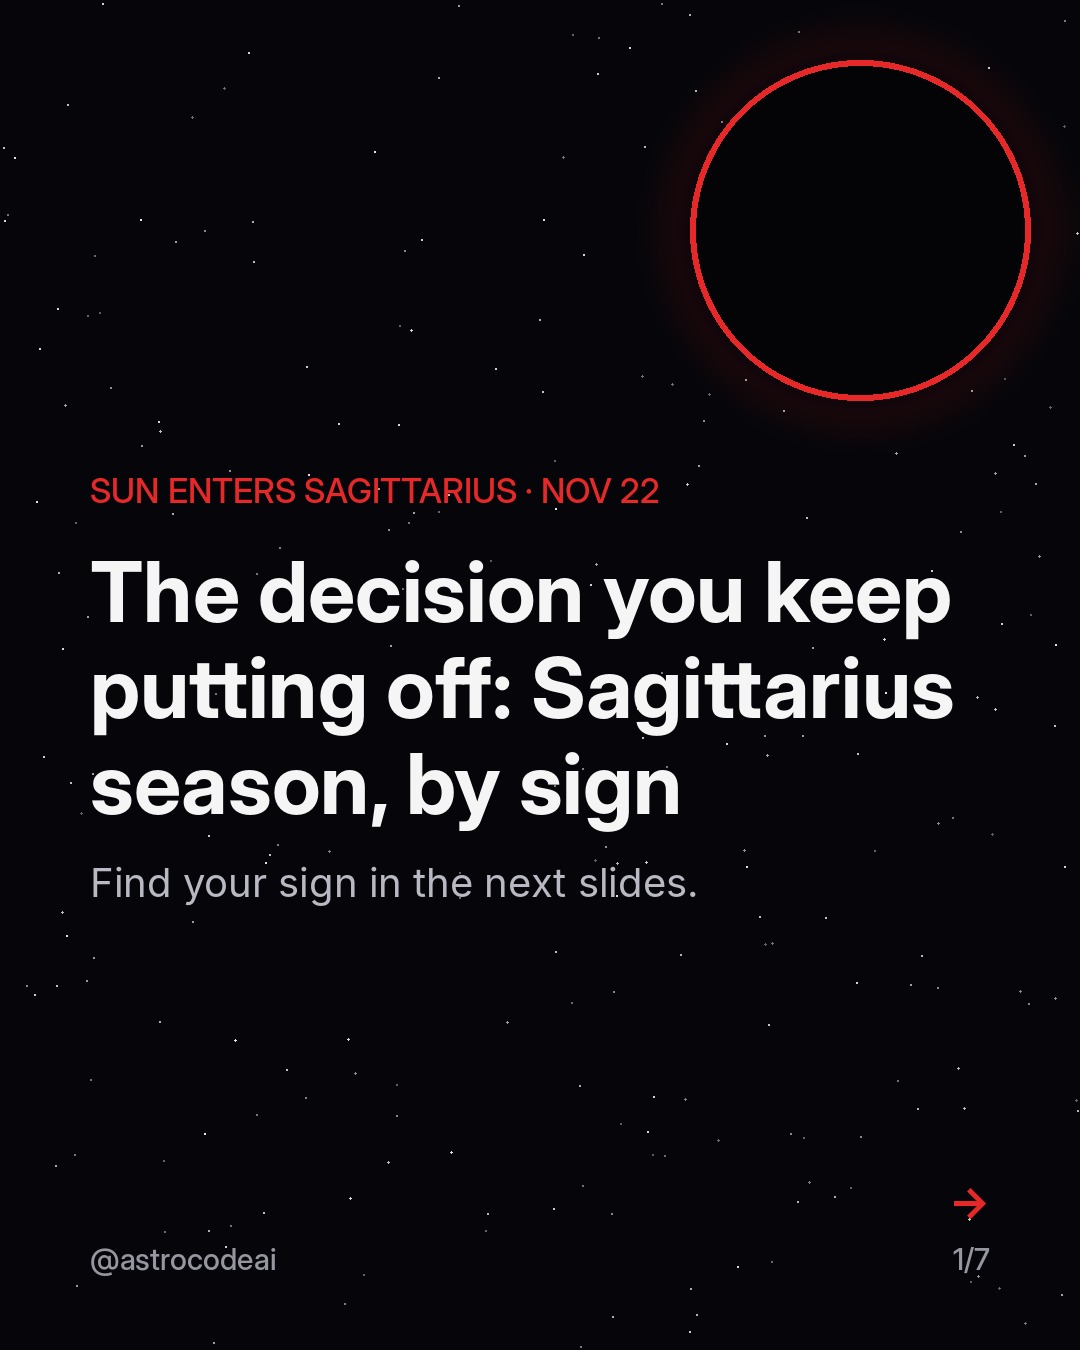 SUN ENTERS SAGITTARIUS · NOV 22
The decision you keep
putting off: Sagittarius
season, by sign
Find your sign in the next slides.
→
@astrocodeai
1/7